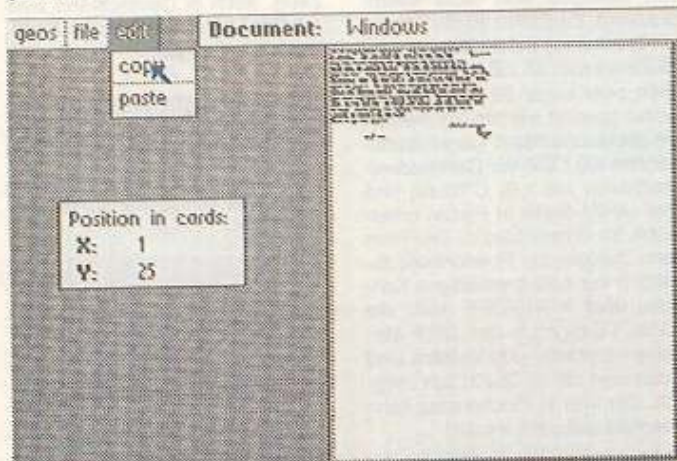 geos file edit Document: Windows
copy
paste
Position in cards:
X: 1
Y: 25